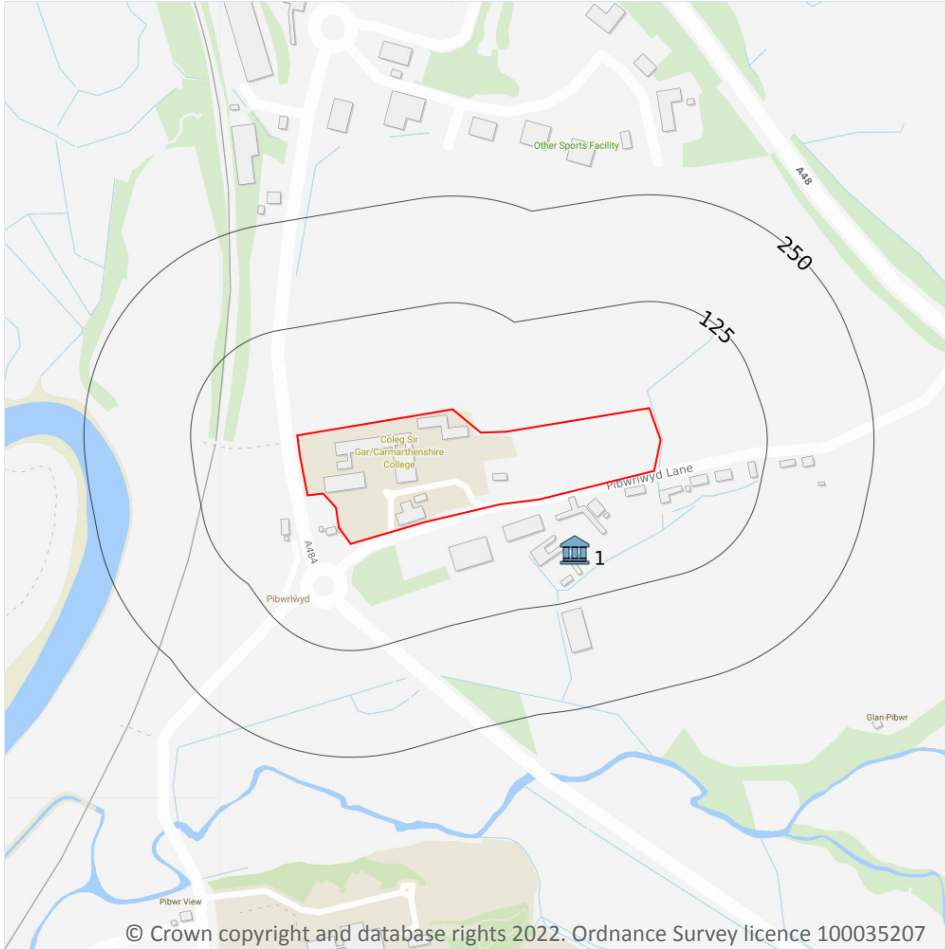 Other Sports Facility
A48
250
125
Coleg Sir
Gar/Carmarthenshire
College
Pibwrlwyd Lane
A484
1
Pibwrlwyd
Glan-Pibwr
Pibwr View
© Crown copyright and database rights 2022. Ordnance Survey licence 100035207